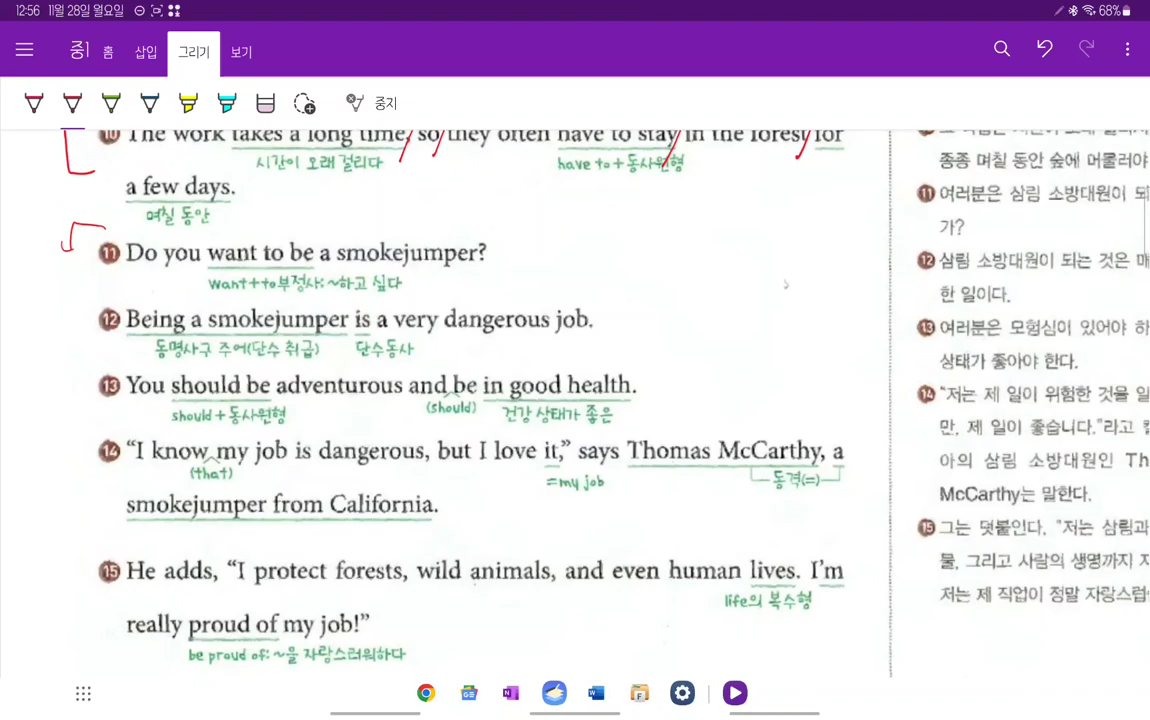 12:56 11월 28일 월요일 68%
중1 홈 삽입 그리기 보기
중지
⑩ The work takes a long time, so they often have to stay in the forest for
시간이 오래 걸리다 have to + 동사원형
a few days.
며칠 동안
⑪ Do you want to be a smokejumper?
want + to부정사: ~하고 싶다
⑫ Being a smokejumper is a very dangerous job.
동명사구 주어(단수 취급) 단수동사
⑬ You should be adventurous and be in good health.
should + 동사원형 (should) 건강 상태가 좋은
⑭ “I know my job is dangerous, but I love it,” says Thomas McCarthy, a
(that) =my job 동격(=)
smokejumper from California.
⑮ He adds, “I protect forests, wild animals, and even human lives. I’m
life의 복수형
really proud of my job!”
be proud of: ~을 자랑스러워하다
종종 며칠 동안 숲에 머물러야
⑪ 여러분은 삼림 소방대원이 되
가?
⑫ 삼림 소방대원이 되는 것은 매
한 일이다.
⑬ 여러분은 모험심이 있어야 하
상태가 좋아야 한다.
⑭ “저는 제 일이 위험한 것을 알
만, 제 일이 좋습니다.”라고 캘
아의 삼림 소방대원인 Th
McCarthy는 말한다.
⑮ 그는 덧붙인다. “저는 삼림과
물, 그리고 사람의 생명까지 지
저는 제 직업이 정말 자랑스럽